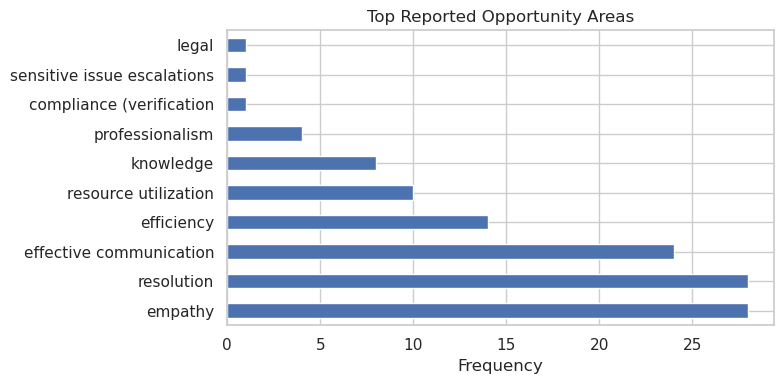 Top Reported Opportunity Areas
legal
sensitive issue escalations
compliance (verification
professionalism
knowledge
resource utilization
efficiency
effective communication
resolution
empathy
0 5 10 15 20 25
Frequency